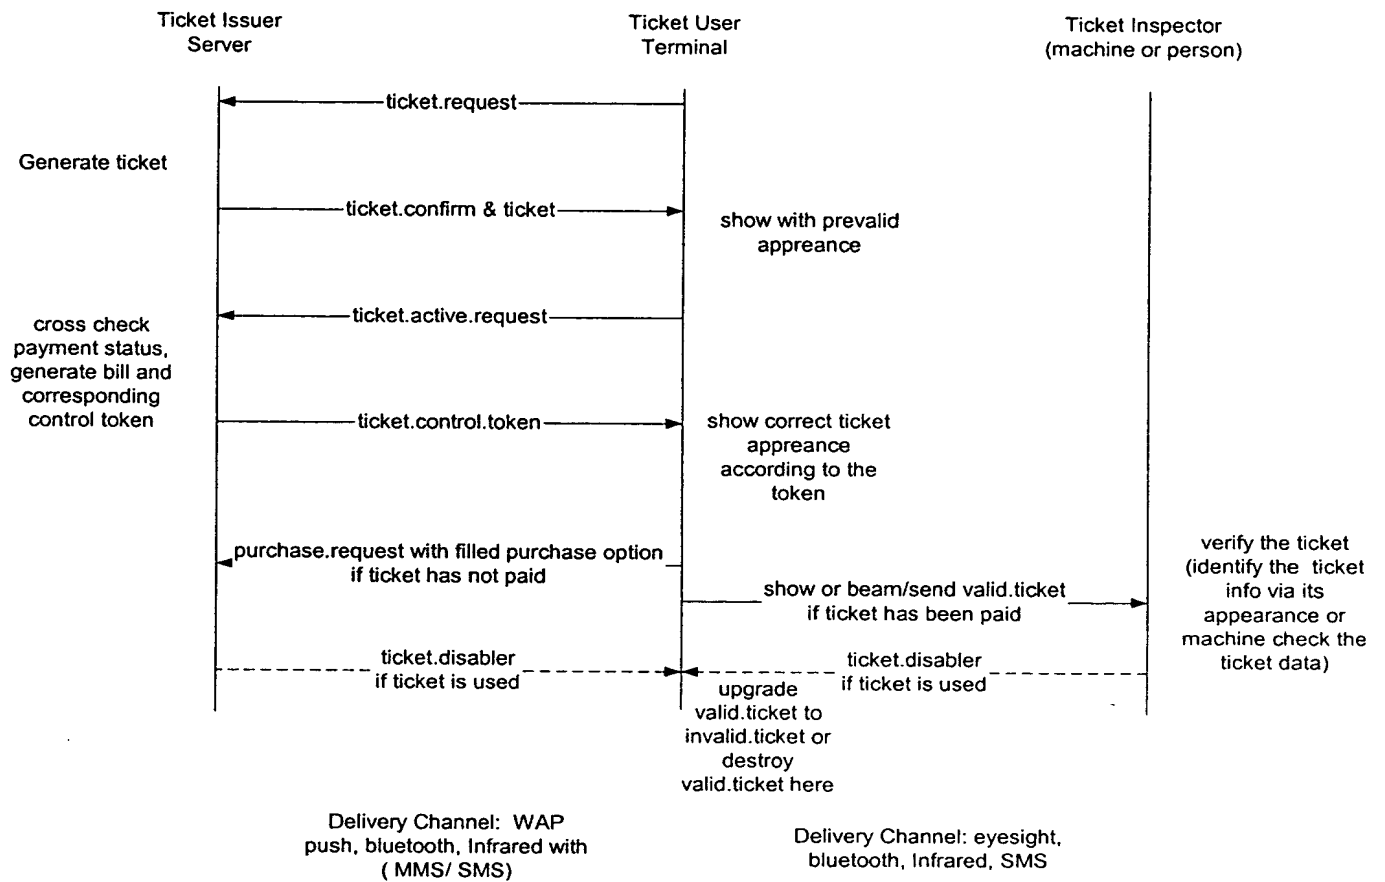 Ticket Issuer
Server
Ticket User
Terminal
Ticket Inspector
(machine or person)
ticket.request
Generate ticket
ticket.confirm & ticket
show with prevalid
appreance
ticket.active.request
cross check
payment status,
generate bill and
corresponding
control token
ticket.control.token
show correct ticket
appreance
according to the
token
purchase.request with filled purchase option
if ticket has not paid
show or beam/send valid.ticket
if ticket has been paid
verify the ticket
(identify the ticket
info via its
appearance or
machine check the
ticket data)
ticket.disabler
if ticket is used
ticket.disabler
if ticket is used
upgrade
valid.ticket to
invalid.ticket or
destroy
valid.ticket here
Delivery Channel: WAP
push, bluetooth, Infrared with
( MMS/ SMS)
Delivery Channel: eyesight,
bluetooth, Infrared, SMS